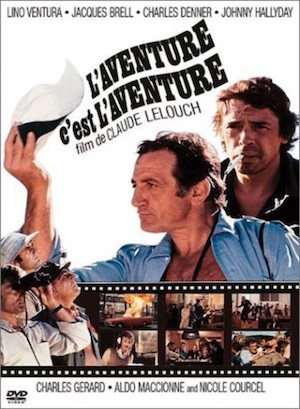 LINO VENTURA • JACQUES BRELL • CHARLES DENNER • JOHNNY HALLYDAY
L'AVENTURE
C'EST L'AVENTURE
film de CLAUDE LELOUCH
CHARLES GERARD • ALDO MACCIONNE and NICOLE COURCEL
DVD
VIDEO